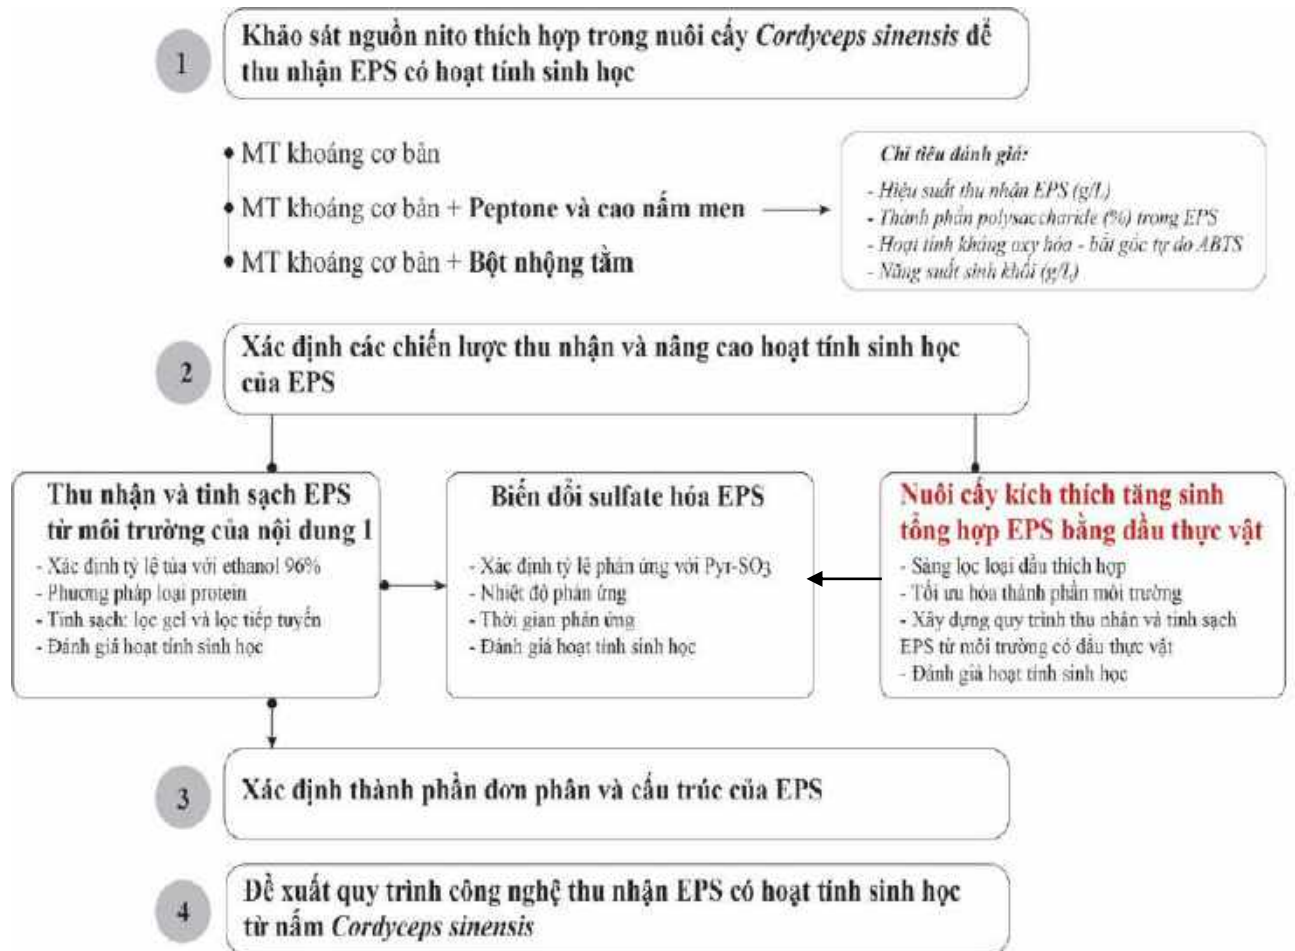 1
Khảo sát nguồn nito thích hợp trong nuôi cấy Cordyceps sinensis để
thu nhận EPS có hoạt tính sinh học
• MT khoáng cơ bản
• MT khoáng cơ bản + Peptone và cao nấm men
• MT khoáng cơ bản + Bột nhộng tằm
Chỉ tiêu đánh giá:
- Hiệu suất thu nhận EPS (g/L)
- Thành phần polysaccharide (%) trong EPS
- Hoạt tính kháng oxy hóa - bắt gốc tự do ABTS
- Năng suất sinh khối (g/L)
2
Xác định các chiến lược thu nhận và nâng cao hoạt tính sinh học
của EPS
Thu nhận và tinh sạch EPS
từ môi trường của nội dung 1
- Xác định tỷ lệ tủa với ethanol 96%
- Phương pháp loại protein
- Tinh sạch: lọc gel và lọc tiếp tuyến
- Đánh giá hoạt tính sinh học
Biến đổi sulfate hóa EPS
- Xác định tỷ lệ phản ứng với Pyr-SO3
- Nhiệt độ phản ứng
- Thời gian phản ứng
- Đánh giá hoạt tính sinh học
Nuôi cấy kích thích tăng sinh
tổng hợp EPS bằng dầu thực vật
- Sàng lọc loại dầu thích hợp
- Tối ưu hóa thành phần môi trường
- Xây dựng quy trình thu nhận và tinh sạch
EPS từ môi trường có dầu thực vật
- Đánh giá hoạt tính sinh học
3
Xác định thành phần đơn phân và cấu trúc của EPS
4
Đề xuất quy trình công nghệ thu nhận EPS có hoạt tính sinh học
từ nấm Cordyceps sinensis